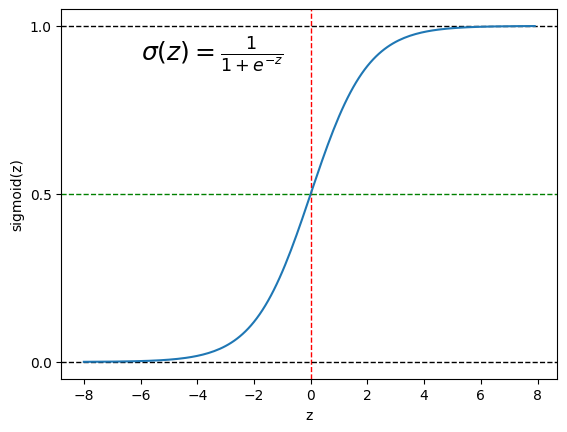 1.0
σ(z) = 1/(1 + e^{-z})
0.5
0.0
sigmoid(z)
−8 −6 −4 −2 0 2 4 6 8
z